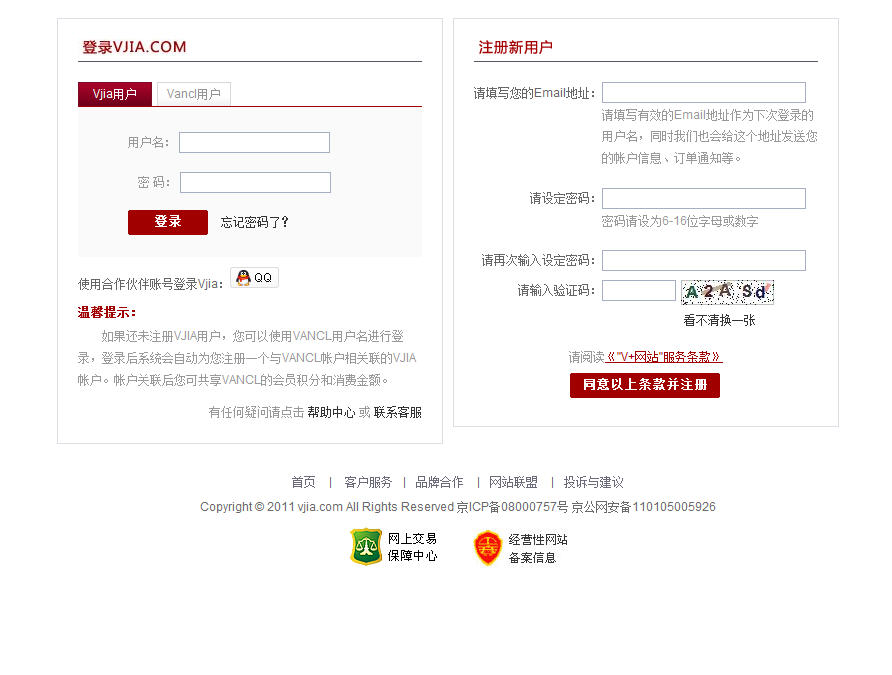 登录VJIA.COM
Vjia用户 Vancl用户
用户名:
密 码:
登录 忘记密码了?
使用合作伙伴账号登录Vjia: QQ
温馨提示:
如果还未注册VJIA用户，您可以使用VANCL用户名进行登
录，登录后系统会自动为您注册一个与VANCL帐户相关联的VJIA
帐户。帐户关联后您可共享VANCL的会员积分和消费金额。
有任何疑问请点击 帮助中心 或 联系客服
注册新用户
请填写您的Email地址:
请填写有效的Email地址作为下次登录的
用户名，同时我们也会给这个地址发送您
的帐户信息、订单通知等。
请设定密码:
密码请设为6-16位字母或数字
请再次输入设定密码:
请输入验证码: A2ASd
看不清换一张
请阅读《"V+网站"服务条款》
同意以上条款并注册
首页 | 客户服务 | 品牌合作 | 网站联盟 | 投诉与建议
Copyright © 2011 vjia.com All Rights Reserved 京ICP备08000757号 京公网安备110105005926
网上交易
保障中心
经营性网站
备案信息